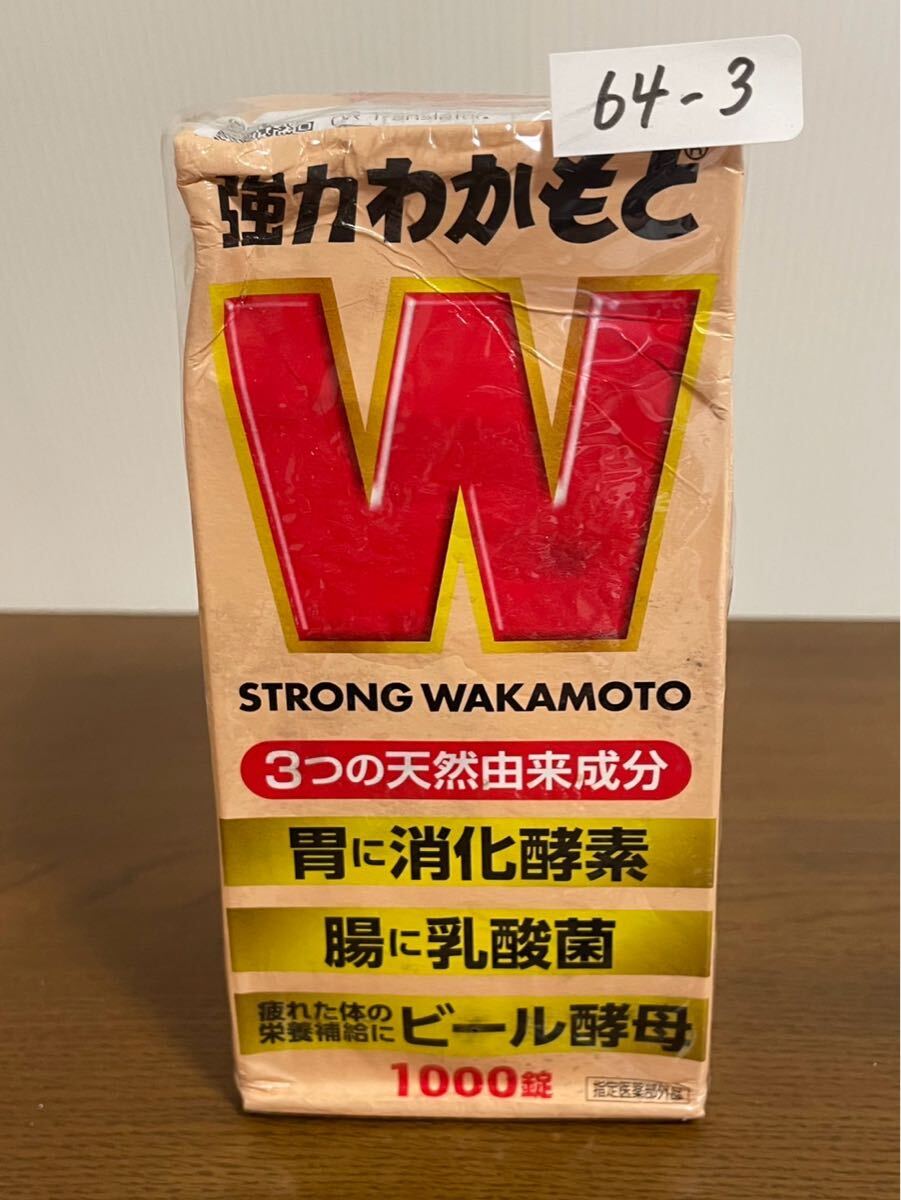 64-3
強力わかもと®
W
STRONG WAKAMOTO
3つの天然由来成分
胃に消化酵素
腸に乳酸菌
疲れた体の
栄養補給に ビール酵母
1000錠
指定医薬部外品